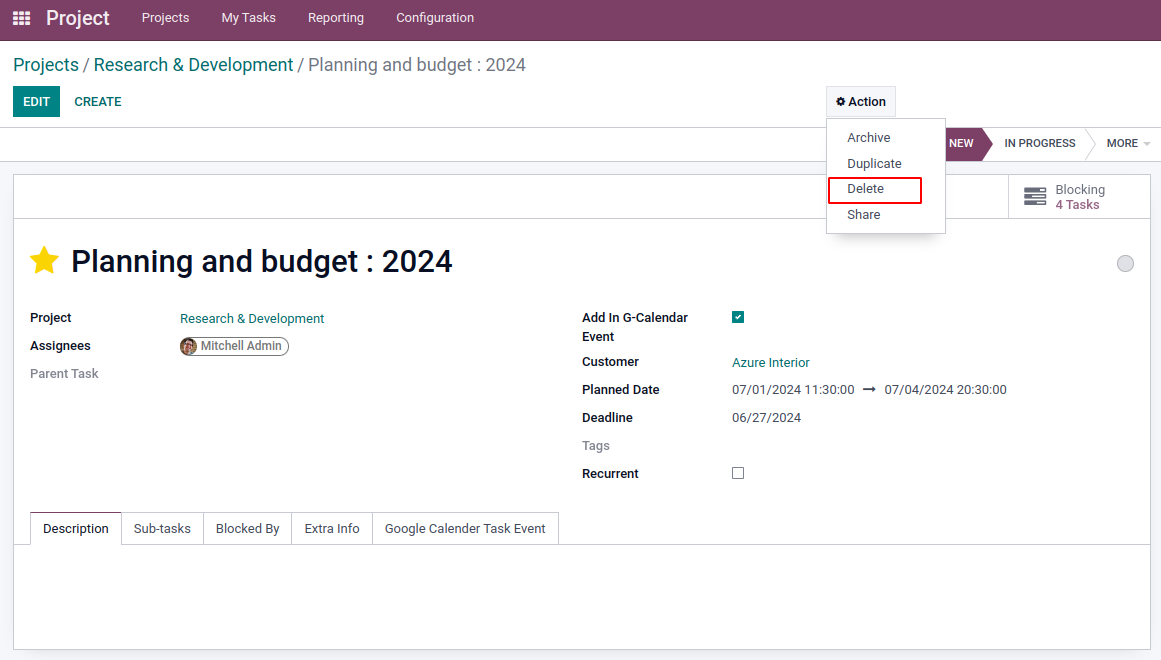 Project Projects My Tasks Reporting Configuration
Projects / Research & Development / Planning and budget : 2024
EDIT CREATE Action
Archive
Duplicate
Delete
Share
NEW IN PROGRESS MORE
Blocking
4 Tasks
Planning and budget : 2024
Project Research & Development
Assignees Mitchell Admin
Parent Task
Add In G-Calendar
Event
Customer Azure Interior
Planned Date 07/01/2024 11:30:00 → 07/04/2024 20:30:00
Deadline 06/27/2024
Tags
Recurrent
Description Sub-tasks Blocked By Extra Info Google Calender Task Event